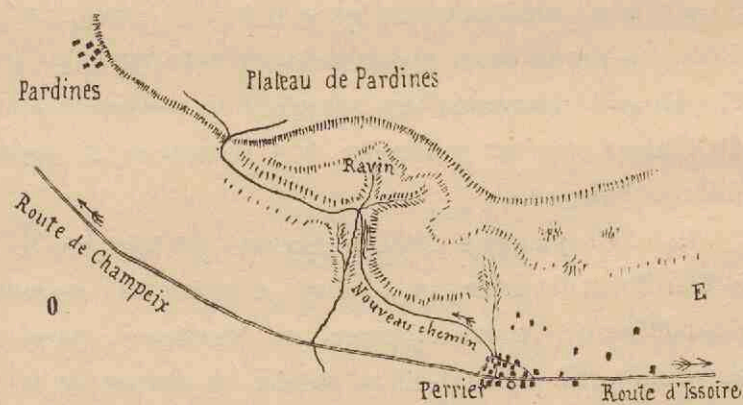 Pardines
Plateau de Pardines
Ravin
Route de Champeix
O
Nouveau chemin
E
Perrier
Route d'Issoire